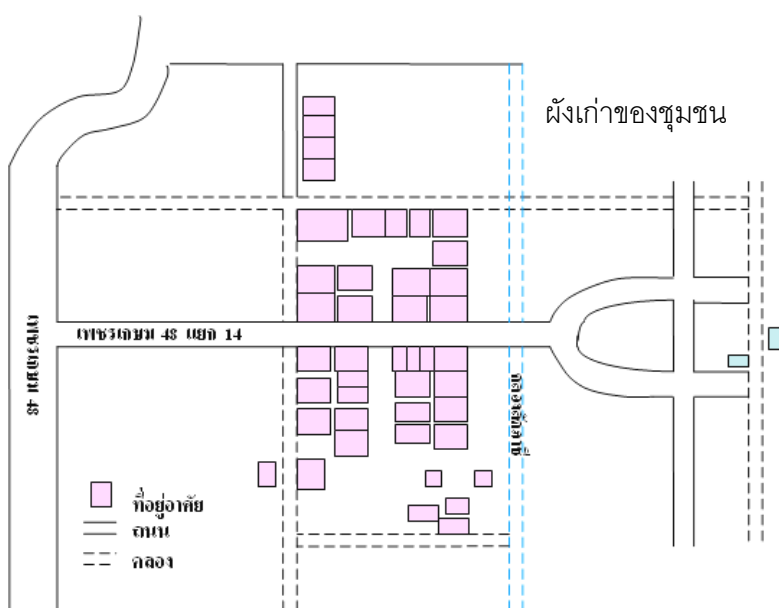 ผังเก่าของชุมชน
เพชรเกษม 48 แยก 14
เพชรเกษม 48
ที่อยู่อาศัย
ถนน
คลอง